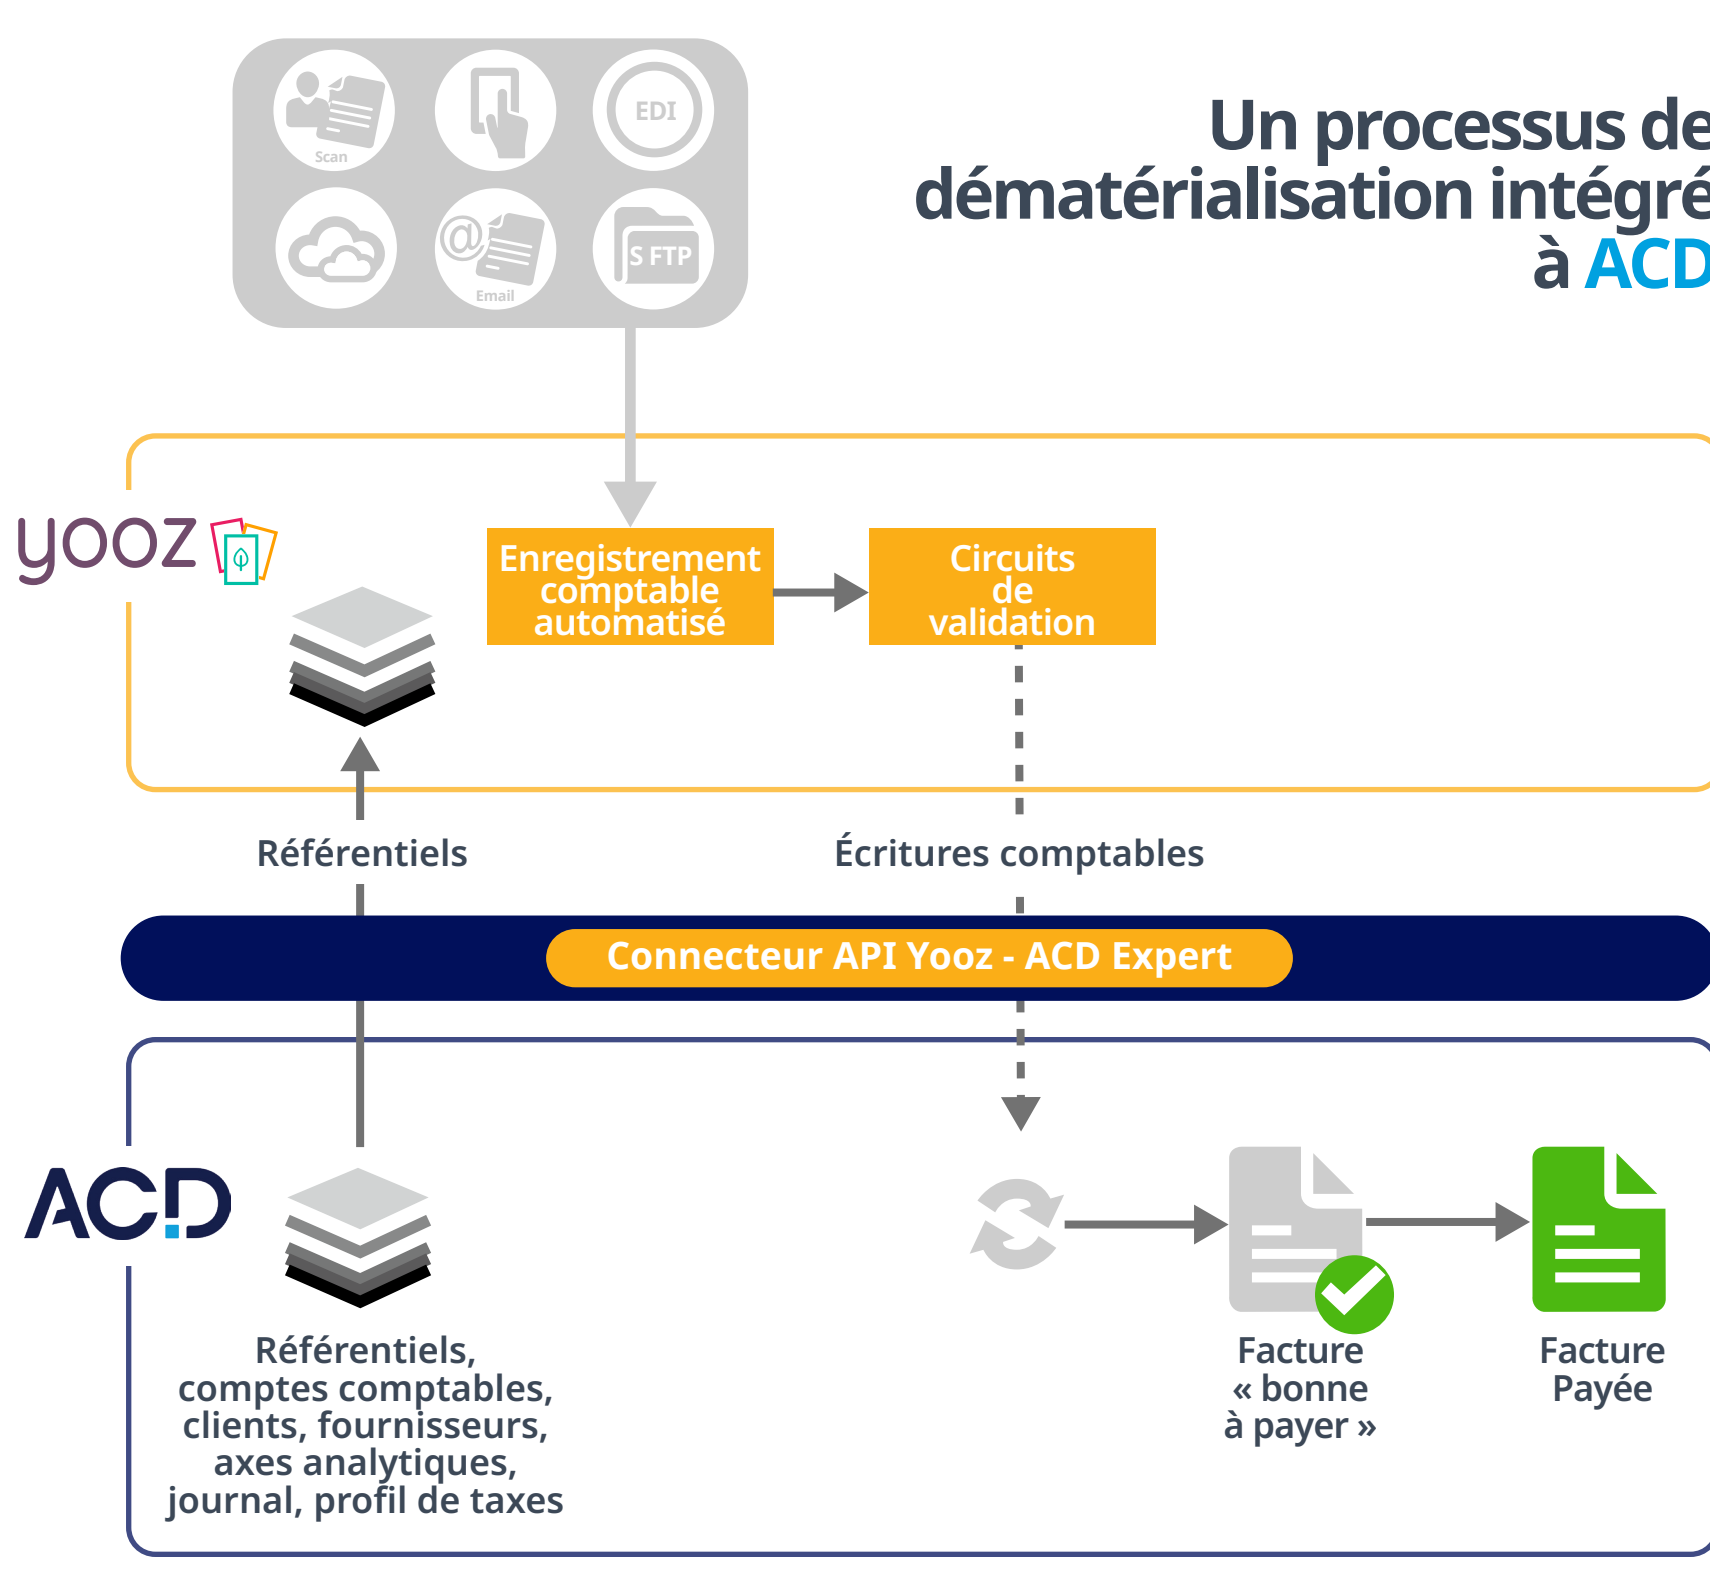 Scan
EDI
@
Email
S FTP
Un processus de
dématérialisation intégré
à ACD
yooz
Enregistrement
comptable
automatisé
Circuits
de
validation
Référentiels
Écritures comptables
Connecteur API Yooz - ACD Expert
ACD
Référentiels,
comptes comptables,
clients, fournisseurs,
axes analytiques,
journal, profil de taxes
Facture
« bonne
à payer »
Facture
Payée